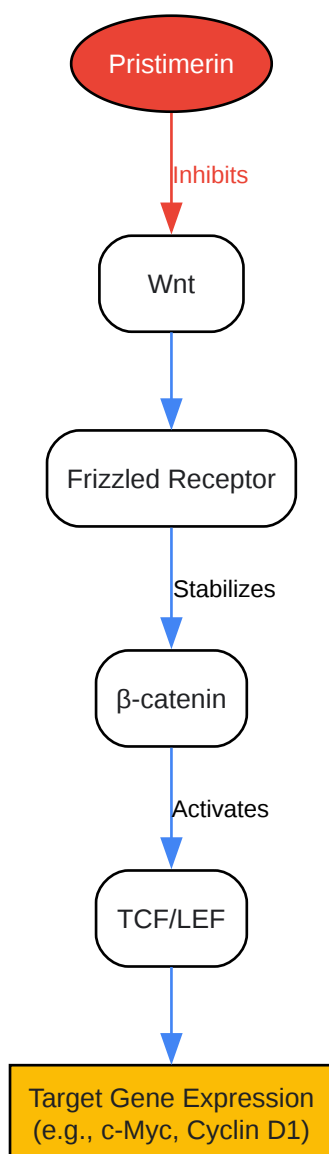 Pristimerin
Inhibits
Wnt
Frizzled Receptor
Stabilizes
β-catenin
Activates
TCF/LEF
Target Gene Expression
(e.g., c-Myc, Cyclin D1)